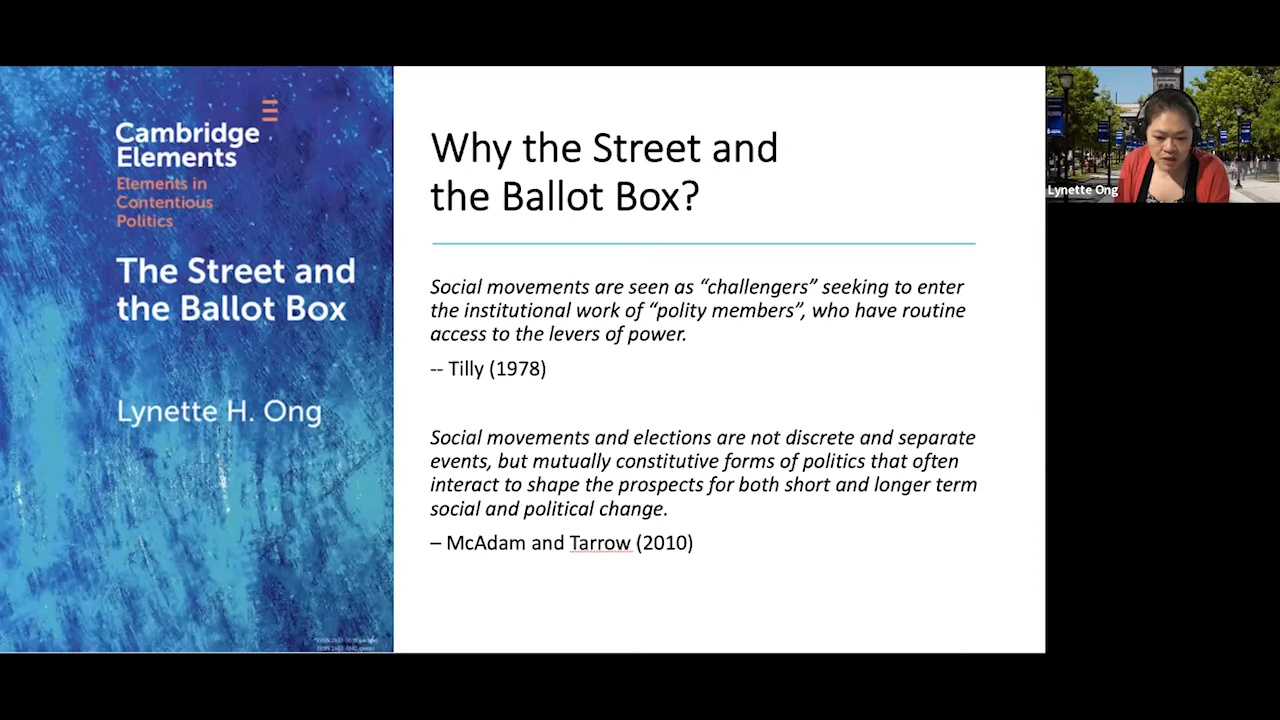 Cambridge
Elements
Elements in
Contentious
Politics
The Street and
the Ballot Box
Lynette H. Ong
Why the Street and
the Ballot Box?
Social movements are seen as “challengers” seeking to enter
the institutional work of “polity members”, who have routine
access to the levers of power.
-- Tilly (1978)
Social movements and elections are not discrete and separate
events, but mutually constitutive forms of politics that often
interact to shape the prospects for both short and longer term
social and political change.
– McAdam and Tarrow (2010)
Lynette Ong